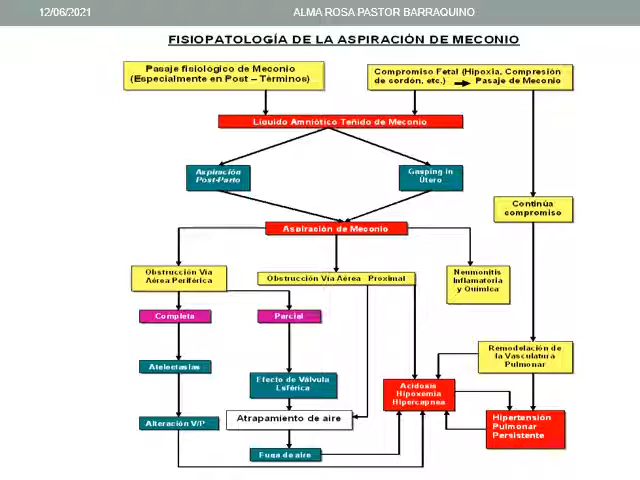 12/06/2021
ALMA ROSA PASTOR BARRAQUINO
FISIOPATOLOGÍA DE LA ASPIRACIÓN DE MECONIO
Pasaje fisiológico de Meconio
(Especialmente en Post – Términos)
Compromiso Fetal (Hipoxia, Compresión
de cordón, etc.) Pasaje de Meconio
Líquido Amniótico Teñido de Meconio
Aspiración
Post-Parto
Gasping in
Útero
Continúa
compromiso
Aspiración de Meconio
Obstrucción Vía
Aérea Periférica
Obstrucción Vía Aérea Proximal
Neumonitis
Inflamatoria
y Química
Completa
Parcial
Remodelación de
la Vasculatura
Pulmonar
Atelectasias
Efecto de Válvula
Esférica
Acidosis
Hipoxemia
Hipercapnea
Alteración V/P
Atrapamiento de aire
Hipertensión
Pulmonar
Persistente
Fuga de aire